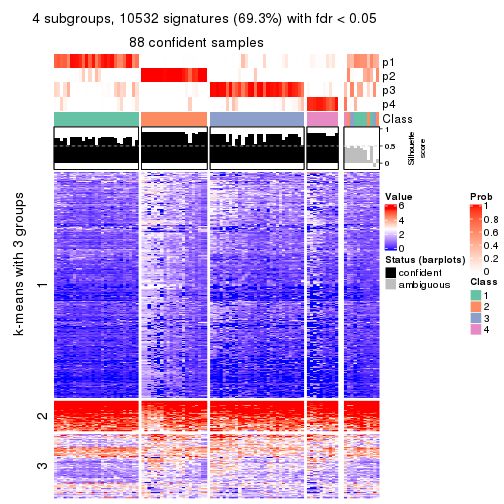 4 subgroups, 10532 signatures (69.3%) with fdr < 0.05
88 confident samples
p1
p2
p3
p4
Class
1
0.5
0
Silhouette
score
k-means with 3 groups
1
2
3
Value
6
4
2
0
Status (barplots)
confident
ambiguous
Prob
1
0.8
0.6
0.4
0.2
0
Class
1
2
3
4